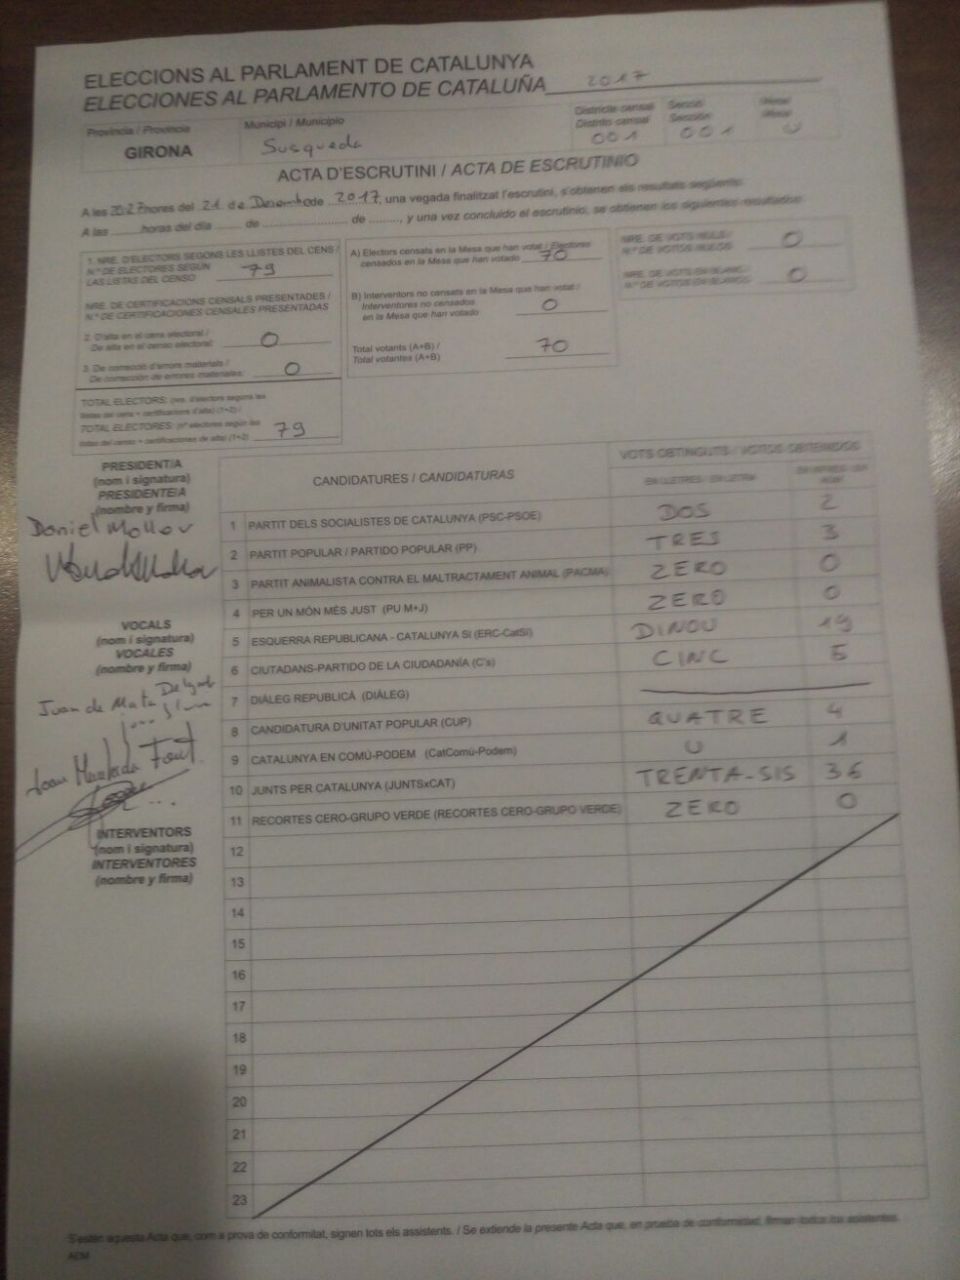 ELECCIONS AL PARLAMENT DE CATALUNYA
ELECCIONES AL PARLAMENTO DE CATALUÑA 2017
Província / Provincia
GIRONA
Municipi / Municipio
Susqueda
Districte censal
Distrito censal
001
Secció
Sección
001
Mesa/
Mesa
U
ACTA D'ESCRUTINI / ACTA DE ESCRUTINIO
A les 20:27 hores del 21 de Desembre de 2017, una vegada finalitzat l'escrutini, s'obtenen els resultats següents:
A las ........ horas del día ........ de ........ de ........, y una vez concluido el escrutinio, se obtienen los siguientes resultados:
1. NRE. D'ELECTORS SEGONS LES LLISTES DEL CENS /
N.º DE ELECTORES SEGÚN
LAS LISTAS DEL CENSO 79
NRE. DE CERTIFICACIONS CENSALS PRESENTADES /
N.º DE CERTIFICACIONES CENSALES PRESENTADAS
2. D'alta en el cens electoral /
De alta en el censo electoral: 0
3. De correcció d'errors materials /
De corrección de errores materiales: 0
TOTAL ELECTORS: (nre. d'electors segons les
llistes del cens + certificacions d'alta) (1+2) /
TOTAL ELECTORES: (nº electores según las
listas del censo + certificaciones de alta) (1+2) 79
A) Electors censats en la Mesa que han votat / Electores
censados en la Mesa que han votado 70
B) Interventors no censats en la Mesa que han votat /
Interventores no censados
en la Mesa que han votado 0
Total votants (A+B) /
Total votantes (A+B) 70
NRE. DE VOTS NULS /
N.º DE VOTOS NULOS 0
NRE. DE VOTS EN BLANC /
N.º DE VOTOS EN BLANCO 0
PRESIDENT/A
(nom i signatura)
PRESIDENTE/A
(nombre y firma)
Daniel
VOCALS
(nom i signatura)
VOCALES
(nombre y firma)
Juan de Mata Delgado
Joan Font
INTERVENTORS
(nom i signatura)
INTERVENTORES
(nombre y firma)
CANDIDATURES / CANDIDATURAS
VOTS OBTINGUTS / VOTOS OBTENIDOS
EN LLETRES / EN LETRA
1 PARTIT DELS SOCIALISTES DE CATALUNYA (PSC-PSOE) DOS 2
2 PARTIT POPULAR / PARTIDO POPULAR (PP) TRES 3
3 PARTIT ANIMALISTA CONTRA EL MALTRACTAMENT ANIMAL (PACMA) ZERO 0
4 PER UN MÓN MÉS JUST (PU M+J) ZERO 0
5 ESQUERRA REPUBLICANA - CATALUNYA SÍ (ERC-CatSí) DINOU 19
6 CIUTADANS-PARTIDO DE LA CIUDADANÍA (C's) CINC 5
7 DIÀLEG REPUBLICÀ (DIÀLEG)
8 CANDIDATURA D'UNITAT POPULAR (CUP) QUATRE 4
9 CATALUNYA EN COMÚ-PODEM (CatComú-Podem) U 1
10 JUNTS PER CATALUNYA (JUNTSxCAT) TRENTA-SIS 36
11 RECORTES CERO-GRUPO VERDE (RECORTES CERO-GRUPO VERDE) ZERO 0
12
13
14
15
16
17
18
19
20
21
22
23
S'estén aquesta Acta que, com a prova de conformitat, signen tots els assistents. / Se extiende la presente Acta que, en prueba de conformidad, firman todos los asistentes.